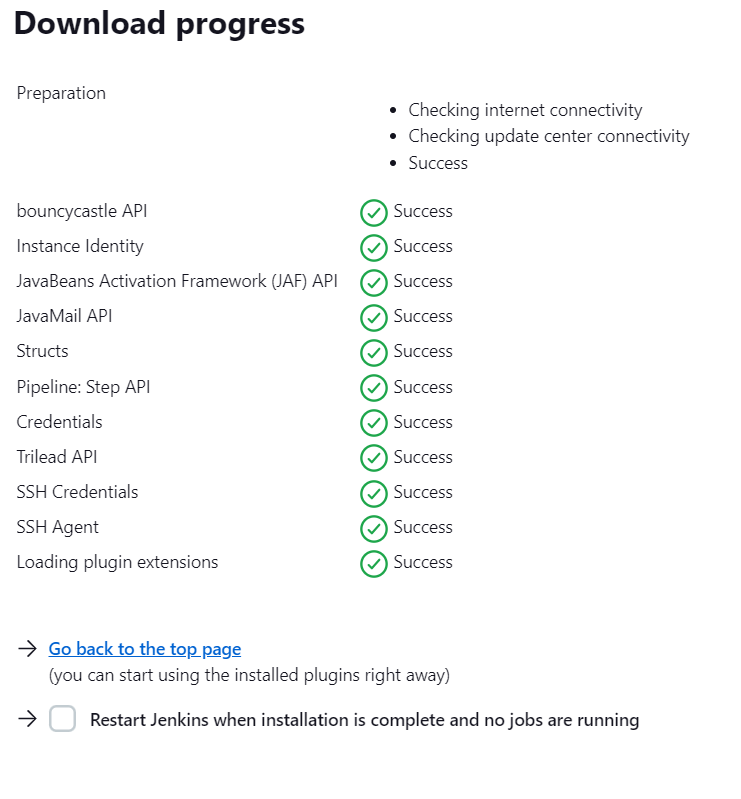 Download progress
Preparation
Checking internet connectivity
Checking update center connectivity
Success
bouncycastle API Success
Instance Identity Success
JavaBeans Activation Framework (JAF) API Success
JavaMail API Success
Structs Success
Pipeline: Step API Success
Credentials Success
Trilead API Success
SSH Credentials Success
SSH Agent Success
Loading plugin extensions Success
Go back to the top page
(you can start using the installed plugins right away)
Restart Jenkins when installation is complete and no jobs are running